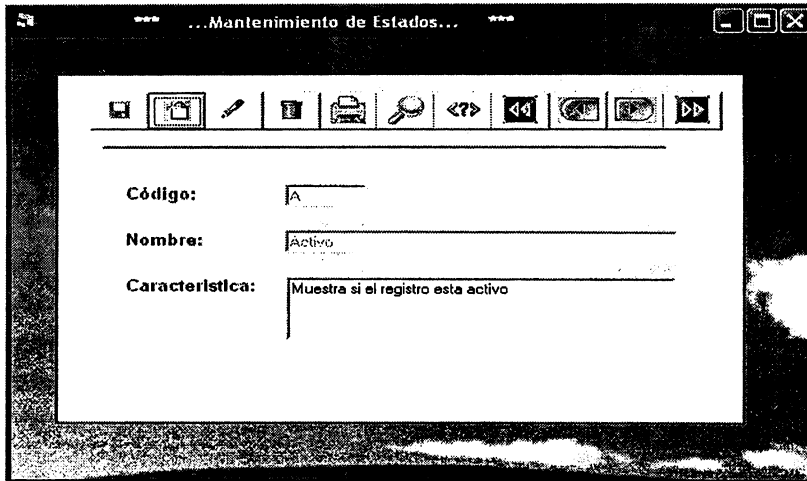 *** ...Mantenimiento de Estados... ***
<?>
Código: A
Nombre: Activo
Caracteristica: Muestra si el registro esta activo